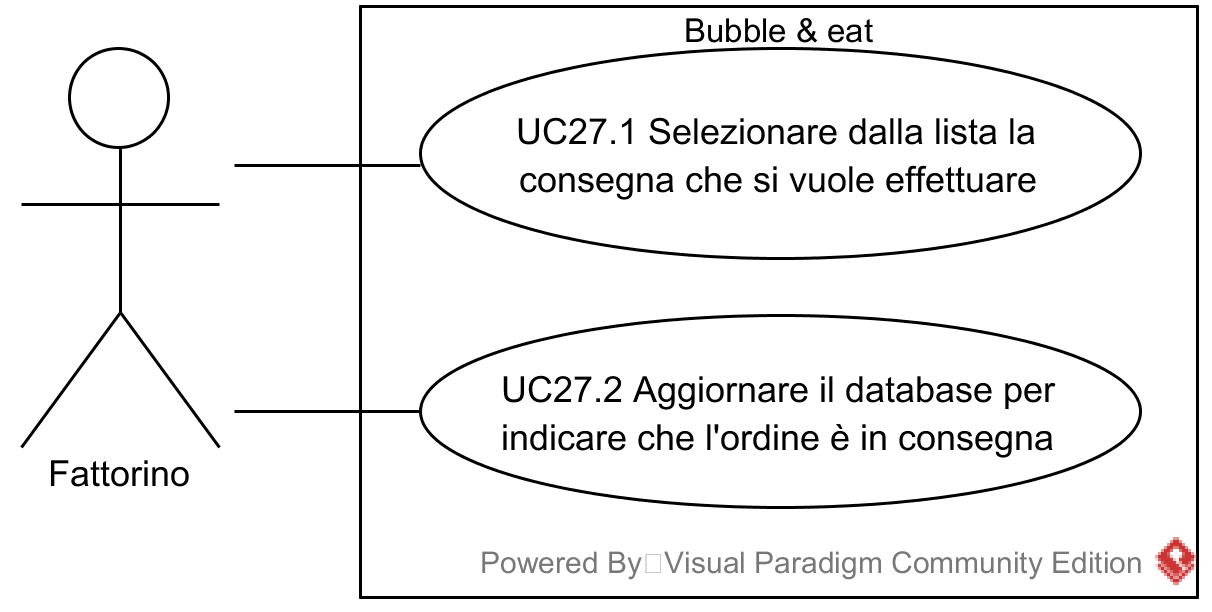 Bubble & eat
UC27.1 Selezionare dalla lista la
consegna che si vuole effettuare
UC27.2 Aggiornare il database per
indicare che l'ordine è in consegna
Fattorino
Powered By Visual Paradigm Community Edition